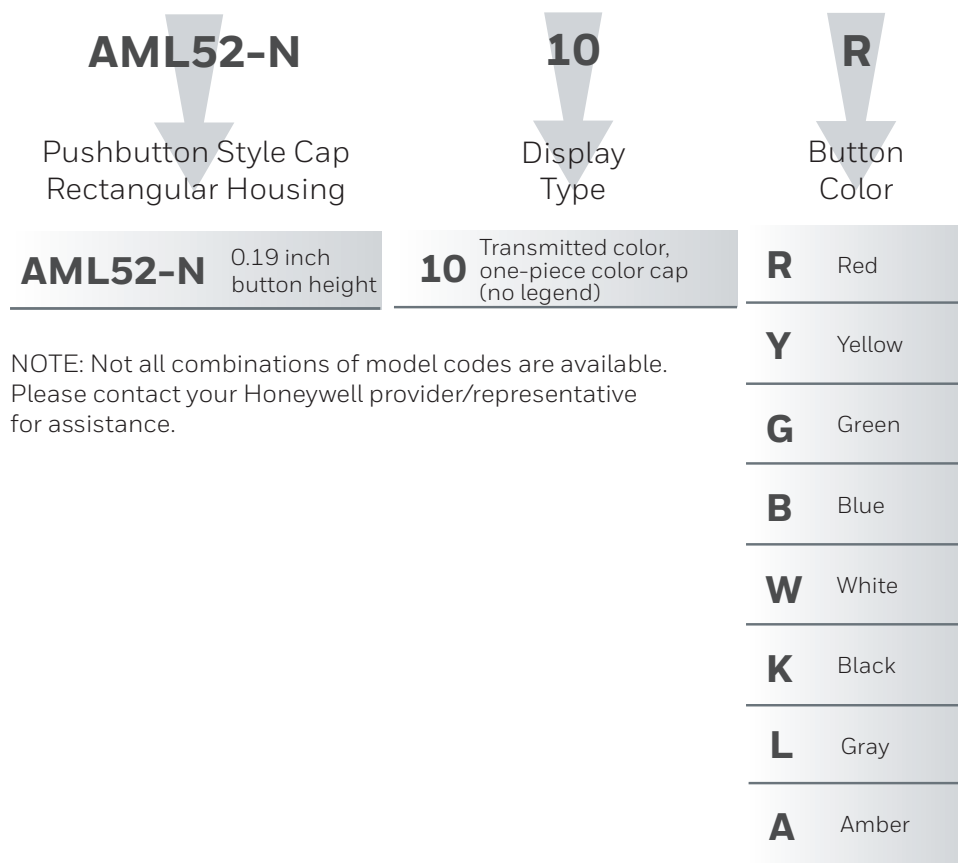 AML52-N
10
R
Pushbutton Style Cap
Rectangular Housing
Display
Type
Button
Color
AML52-N
0.19 inch
button height
10
Transmitted color,
one-piece color cap
(no legend)
NOTE: Not all combinations of model codes are available.
Please contact your Honeywell provider/representative
for assistance.
R Red
Y Yellow
G Green
B Blue
W White
K Black
L Gray
A Amber